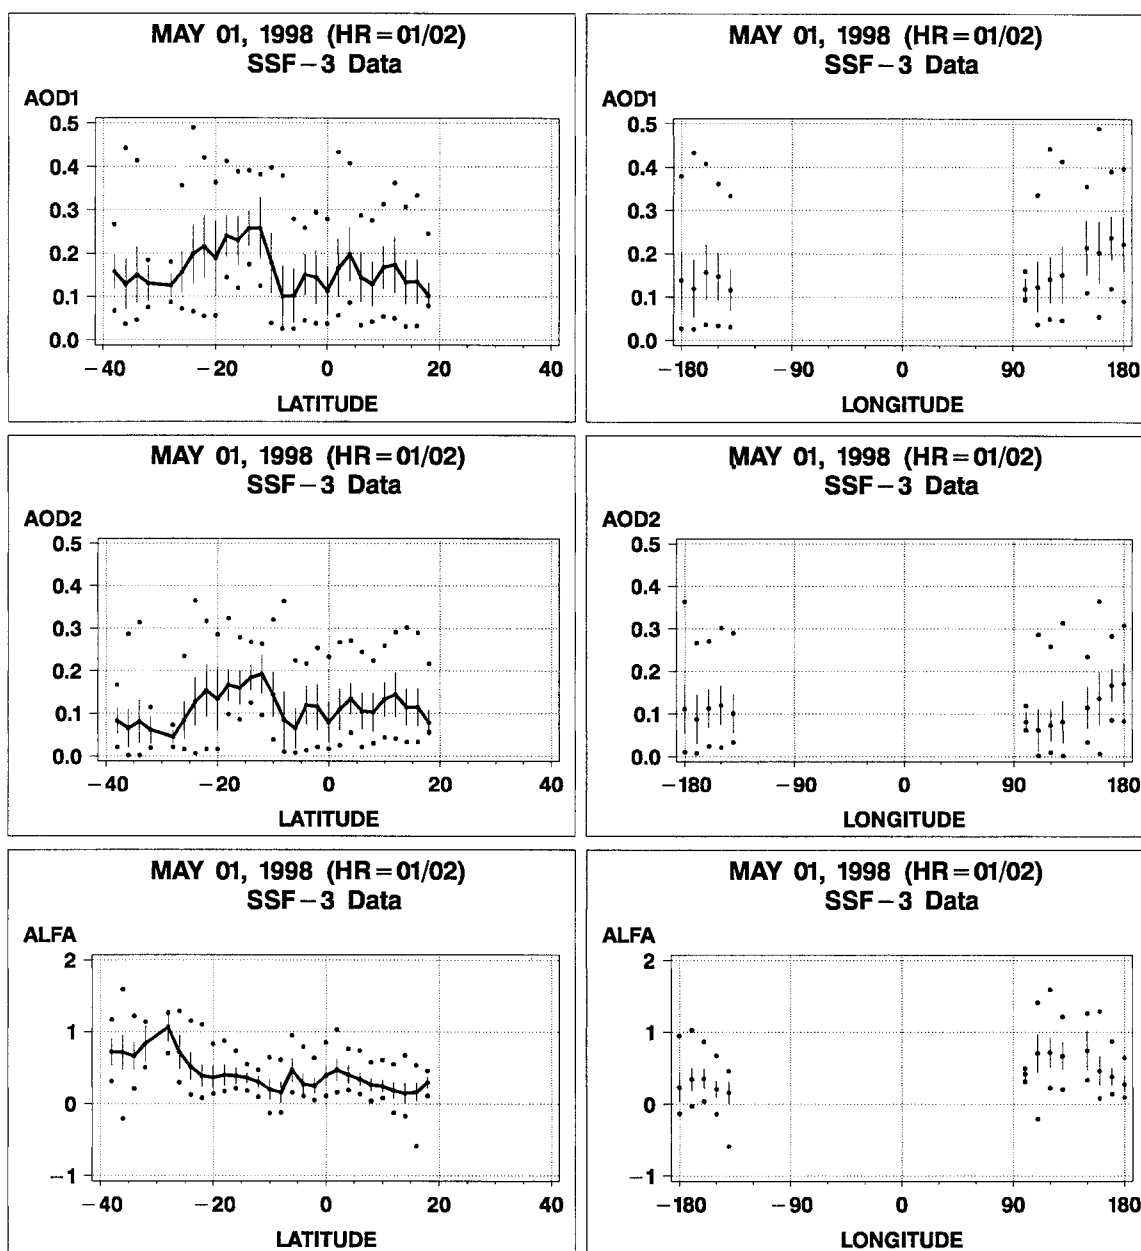 MAY 01, 1998 (HR=01/02)
SSF-3 Data
AOD1
0.5
0.4
0.3
0.2
0.1
0.0
-40 -20 0 20 40
LATITUDE
MAY 01, 1998 (HR=01/02)
SSF-3 Data
AOD1
0.5
0.4
0.3
0.2
0.1
0.0
-180 -90 0 90 180
LONGITUDE
MAY 01, 1998 (HR=01/02)
SSF-3 Data
AOD2
0.5
0.4
0.3
0.2
0.1
0.0
-40 -20 0 20 40
LATITUDE
MAY 01, 1998 (HR=01/02)
SSF-3 Data
AOD2
0.5
0.4
0.3
0.2
0.1
0.0
-180 -90 0 90 180
LONGITUDE
MAY 01, 1998 (HR=01/02)
SSF-3 Data
ALFA
2
1
0
-1
-40 -20 0 20 40
LATITUDE
MAY 01, 1998 (HR=01/02)
SSF-3 Data
ALFA
2
1
0
-1
-180 -90 0 90 180
LONGITUDE